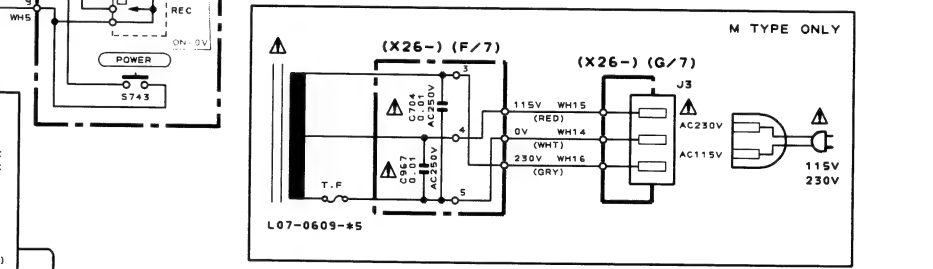 9
WH5
REC
ON-0V
POWER
S743
M TYPE ONLY
(X26-) (F/7)
(X26-) (G/7)
3
C704
0.01
AC250V
4
C967
0.01
AC250V
5
T.F
L07-0609-*5
115V WH15
(RED)
0V WH14
(WHT)
230V WH16
(GRY)
J3
AC230V
AC115V
115V
230V